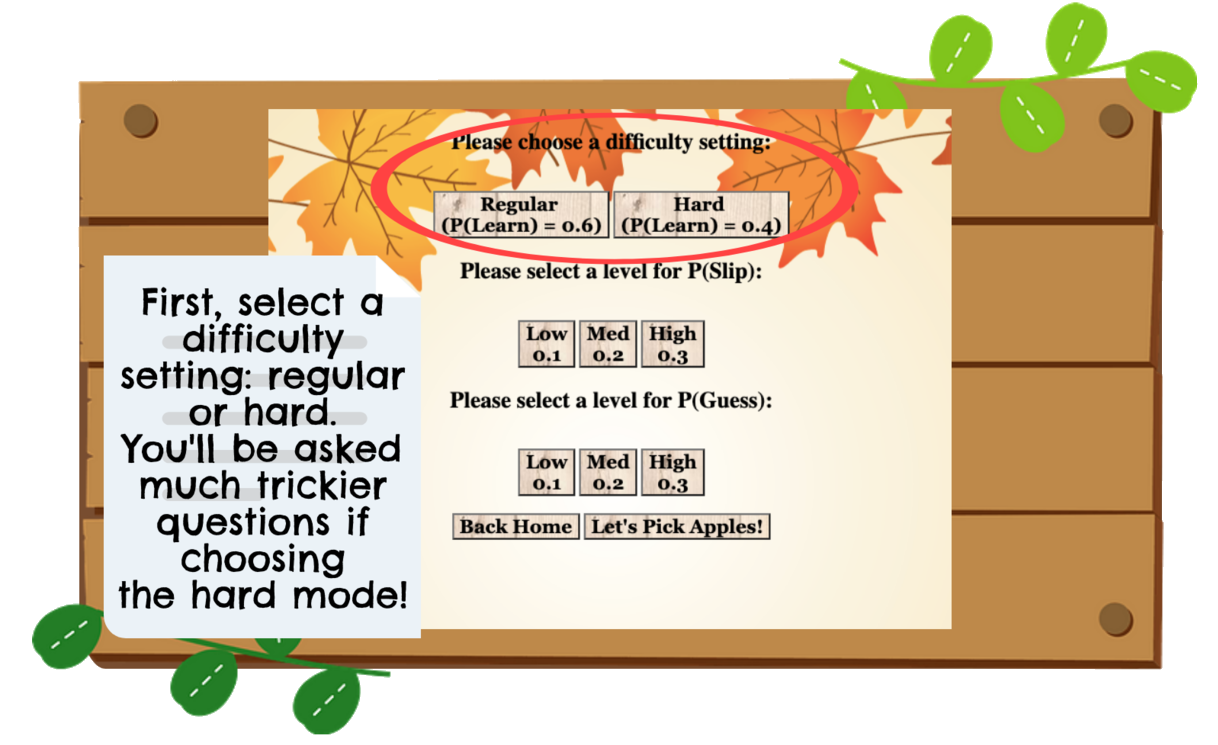 Please choose a difficulty setting:
Regular
(P(Learn) = 0.6)
Hard
(P(Learn) = 0.4)
Please select a level for P(Slip):
Low
0.1
Med
0.2
High
0.3
Please select a level for P(Guess):
Low
0.1
Med
0.2
High
0.3
Back Home
Let's Pick Apples!
First, select a
difficulty
setting: regular
or hard.
You'll be asked
much trickier
questions if
choosing
the hard mode!